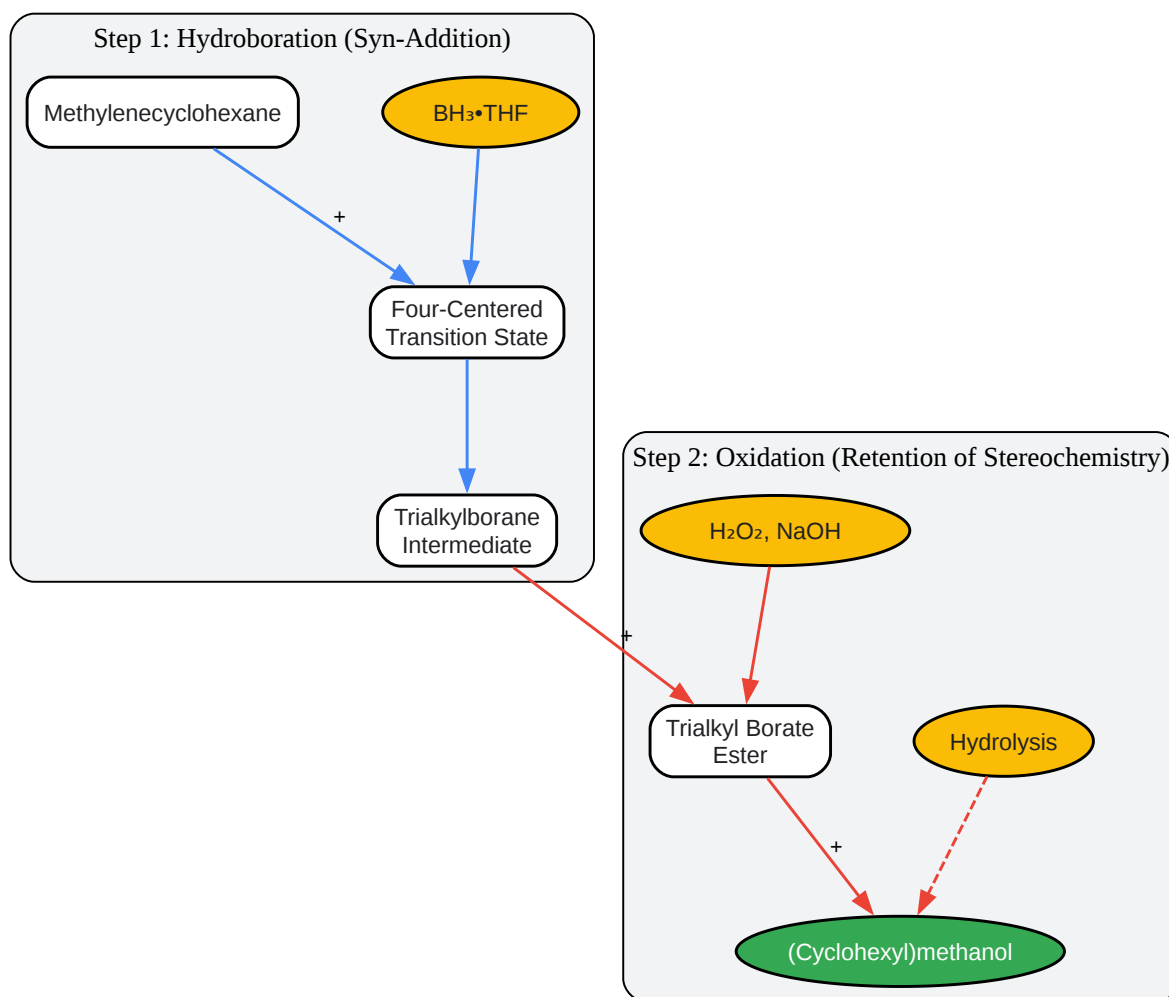 Step 1: Hydroboration (Syn-Addition)
Methylenecyclohexane
BH₃•THF
+
Four-Centered
Transition State
Trialkylborane
Intermediate
Step 2: Oxidation (Retention of Stereochemistry)
H₂O₂, NaOH
+
Trialkyl Borate
Ester
Hydrolysis
+
(Cyclohexyl)methanol